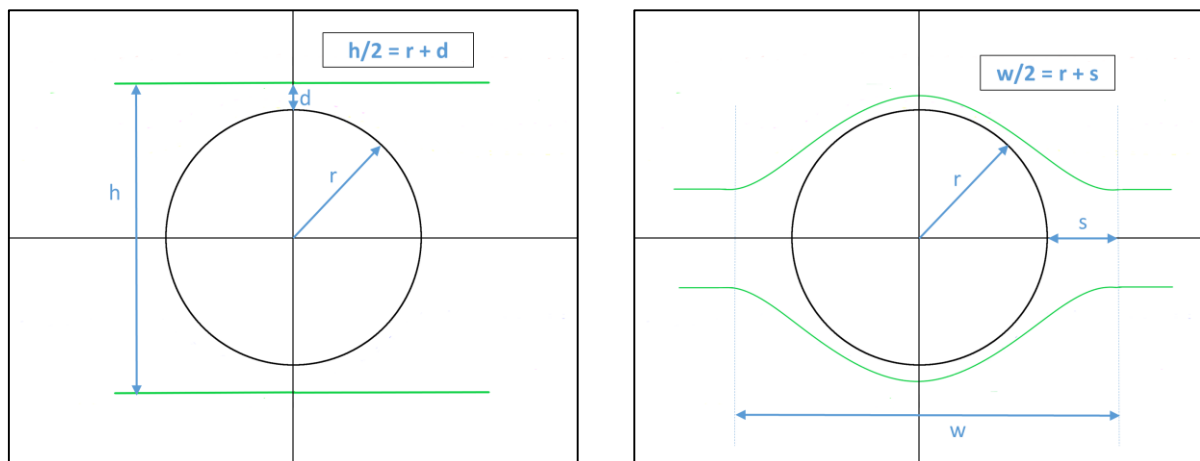 h/2 = r + d
d
r
h
w/2 = r + s
r
s
w